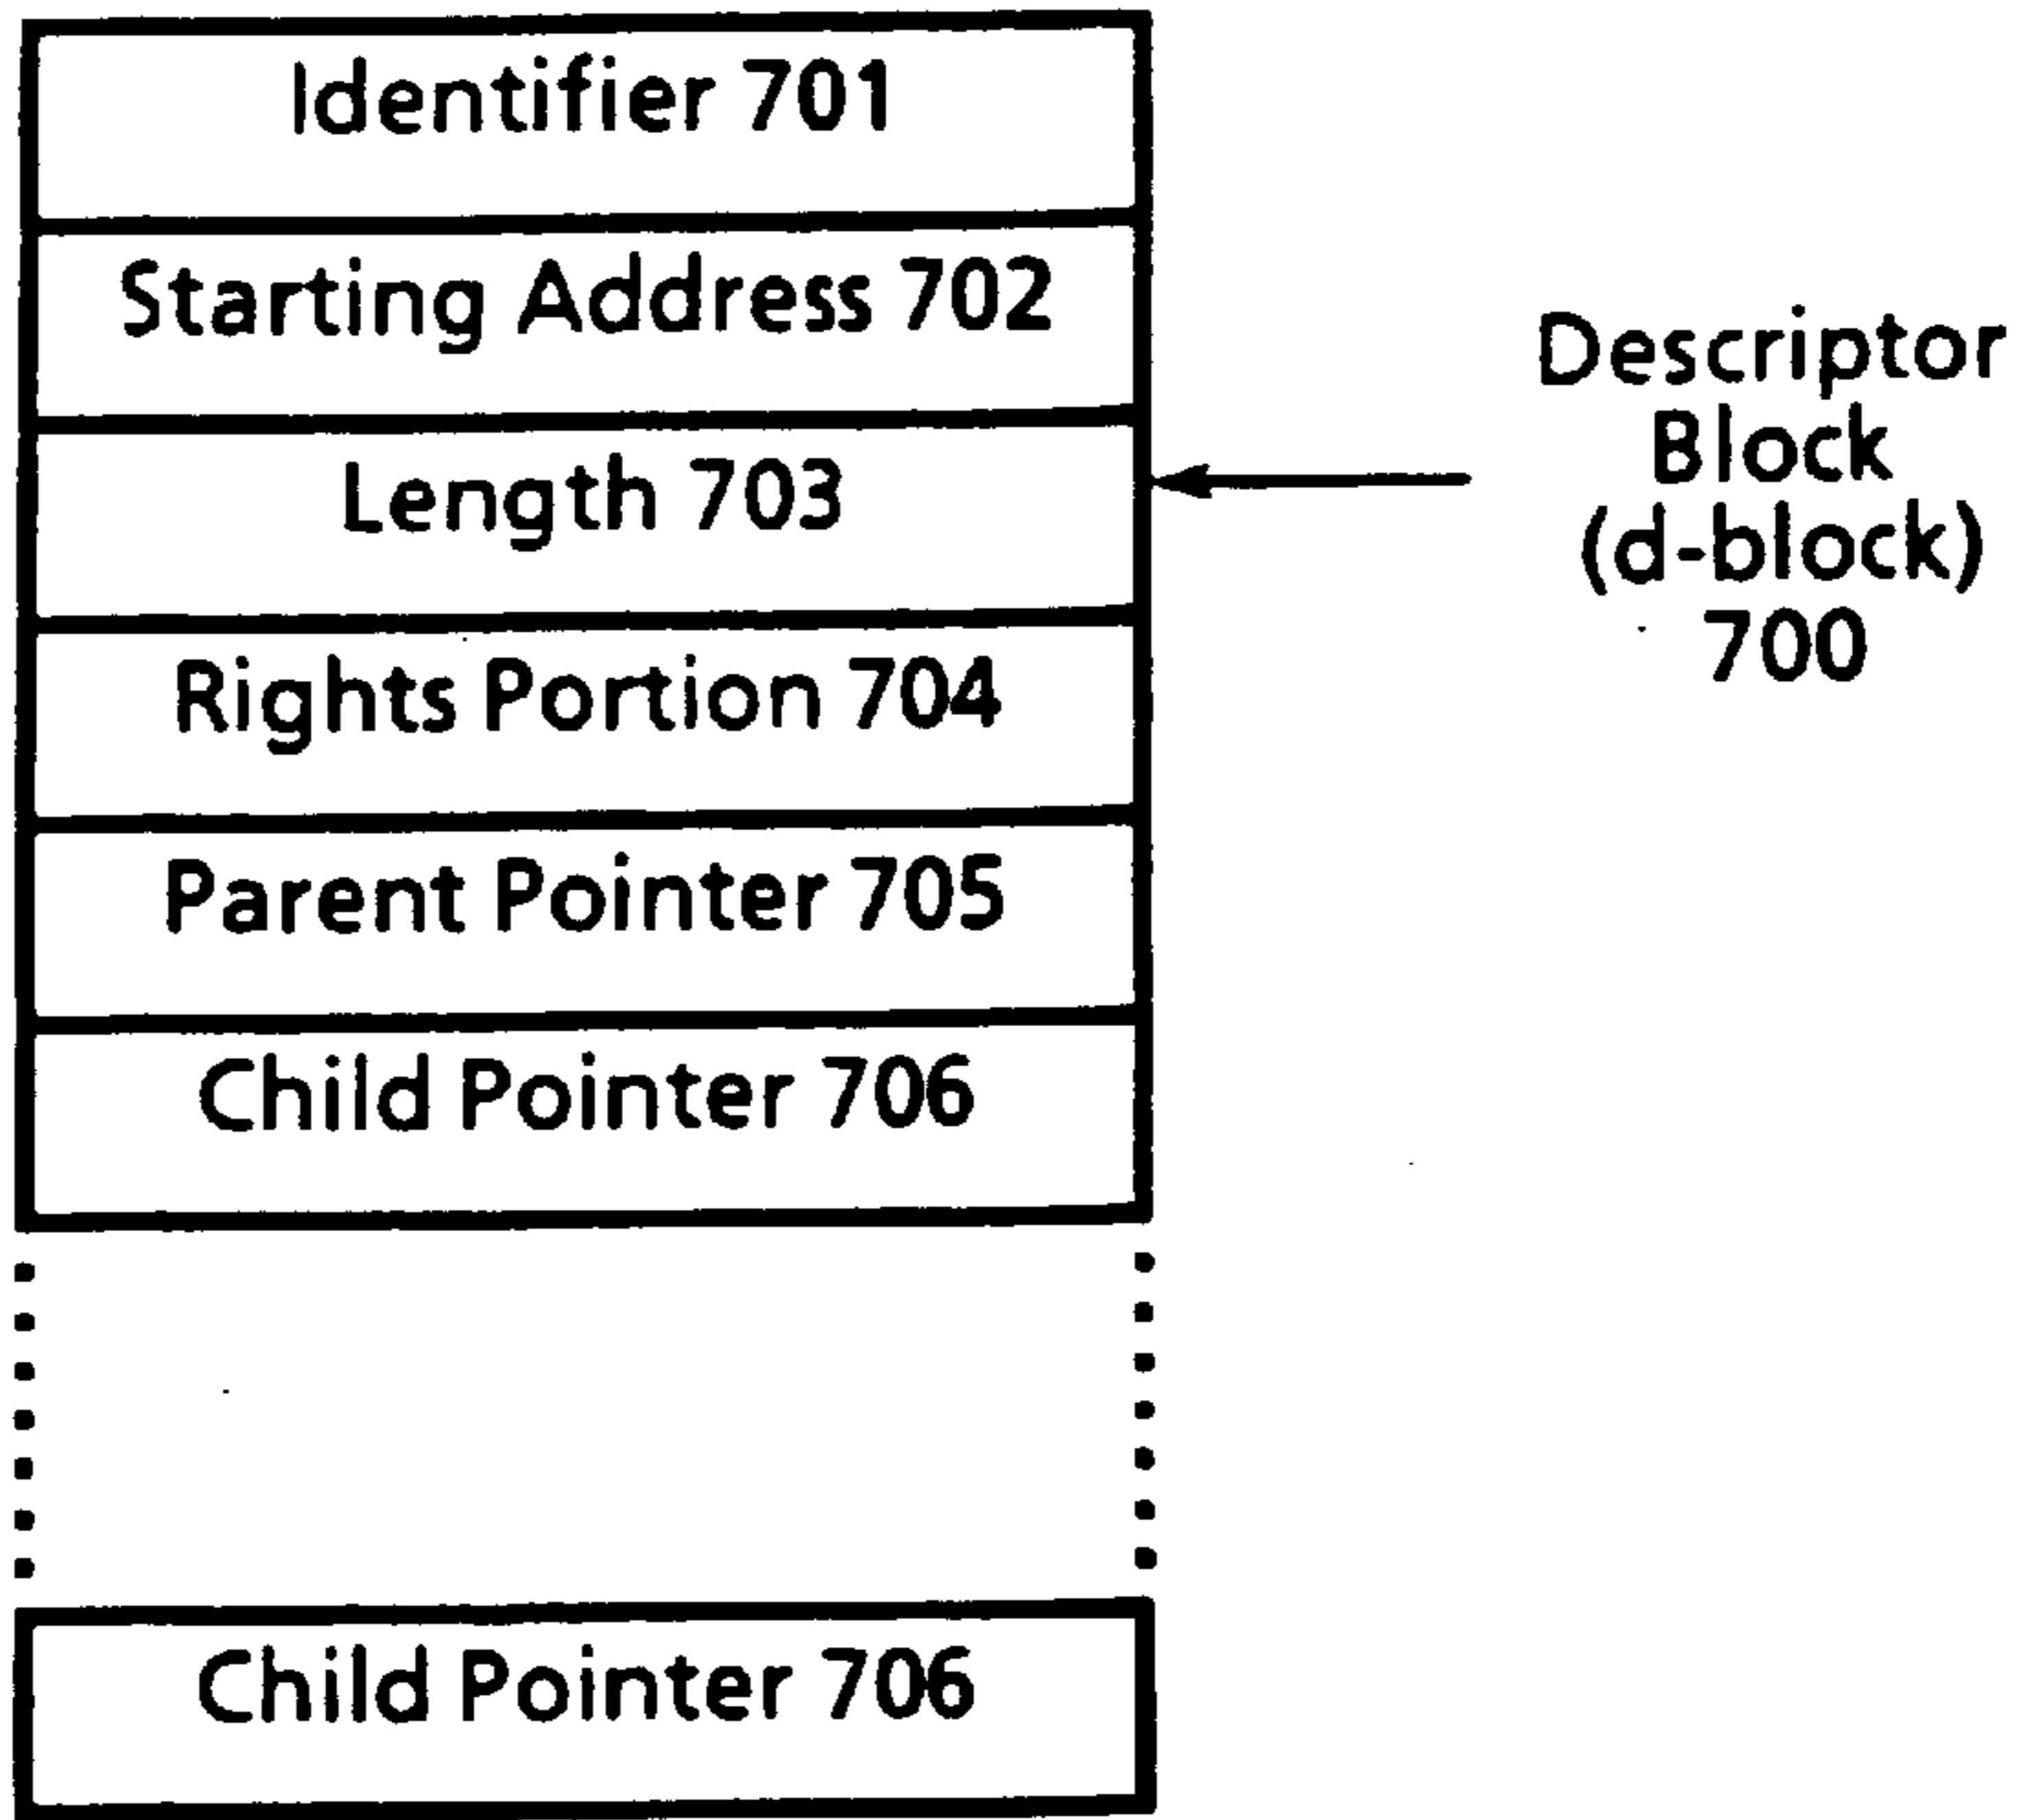 Identifier 701
Starting Address 702
Length 703
Rights Portion 704
Parent Pointer 705
Child Pointer 706
Child Pointer 706
Descriptor
Block
(d-block)
700